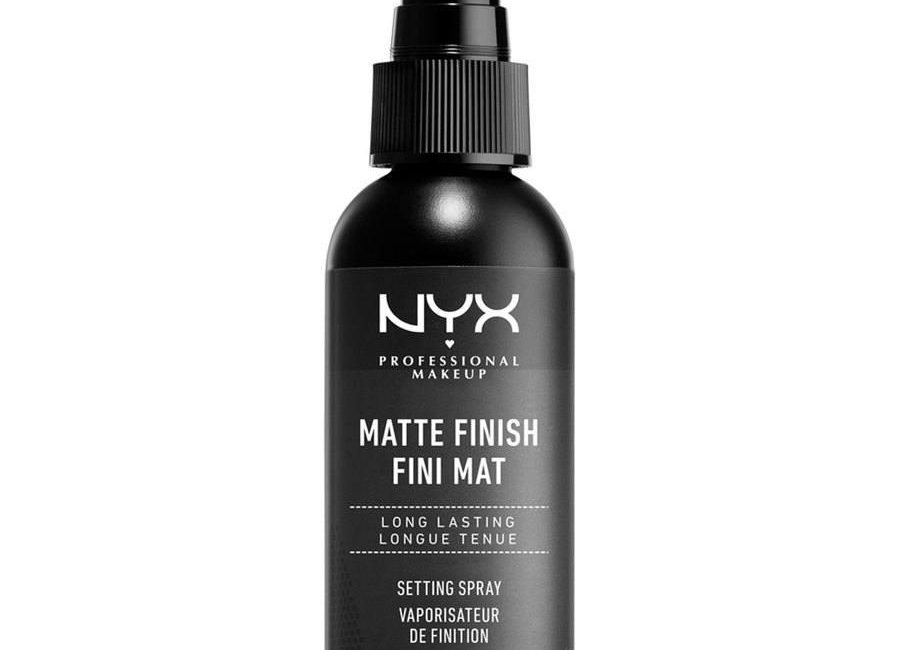 NYX
PROFESSIONAL
MAKEUP
MATTE FINISH
FINI MAT
LONG LASTING
LONGUE TENUE
SETTING SPRAY
VAPORISATEUR
DE FINITION